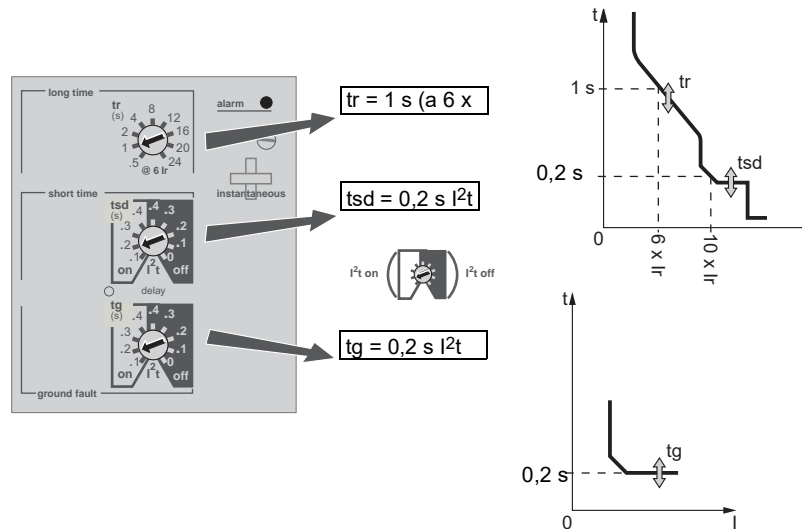 long time
tr
(s)
8
4
12
2
16
1
20
.5
24
@ 6 Ir
alarm
short time
instantaneous
tsd
(s)
.4
.4
.3
.3
.2
.2
.1
.1
0
on
I²t
off
delay
tg
(s)
.4
.4
.3
.3
.2
.2
.1
.1
0
on
I²t
off
ground fault
tr = 1 s (a 6 x
tsd = 0,2 s I²t
I²t on
I²t off
tg = 0,2 s I²t
t
1 s
tr
0,2 s
tsd
0
6 x Ir
10 x Ir
t
tg
0,2 s
0
I